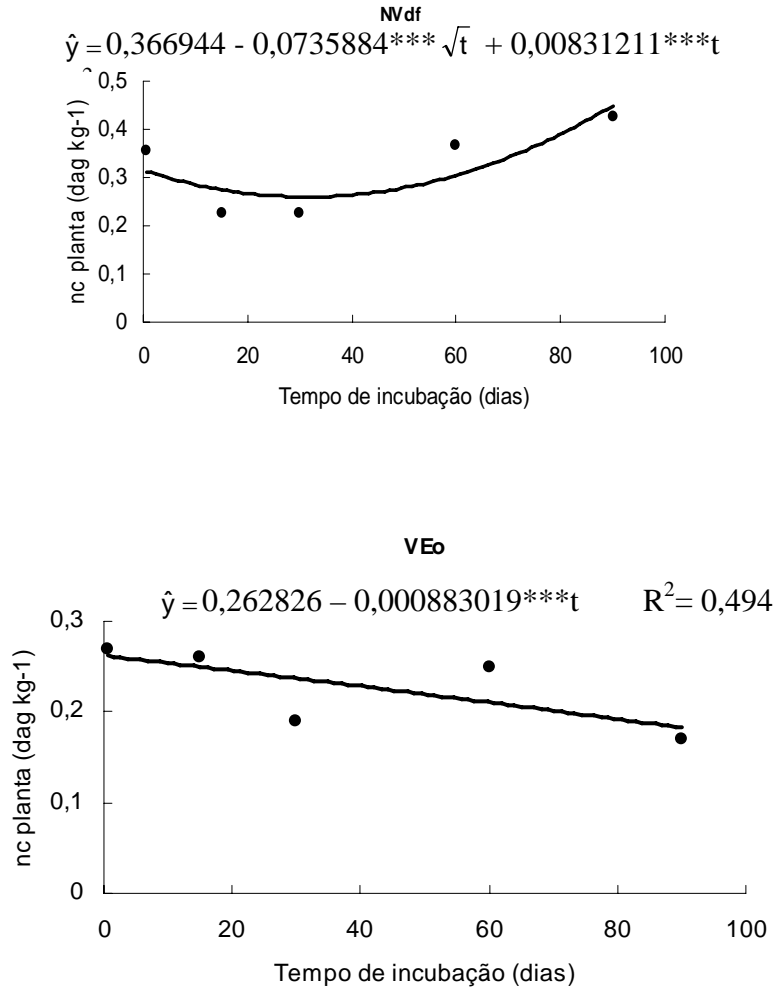 NVdf
ŷ = 0,366944 - 0,0735884*** √t + 0,00831211***t
nc planta (dag kg-1)
0,5
0,4
0,3
0,2
0,1
0
0 20 40 60 80 100
Tempo de incubação (dias)
VEo
ŷ = 0,262826 – 0,000883019***t R²= 0,494
nc planta (dag kg-1)
0,3
0,2
0,1
0
0 20 40 60 80 100
Tempo de incubação (dias)